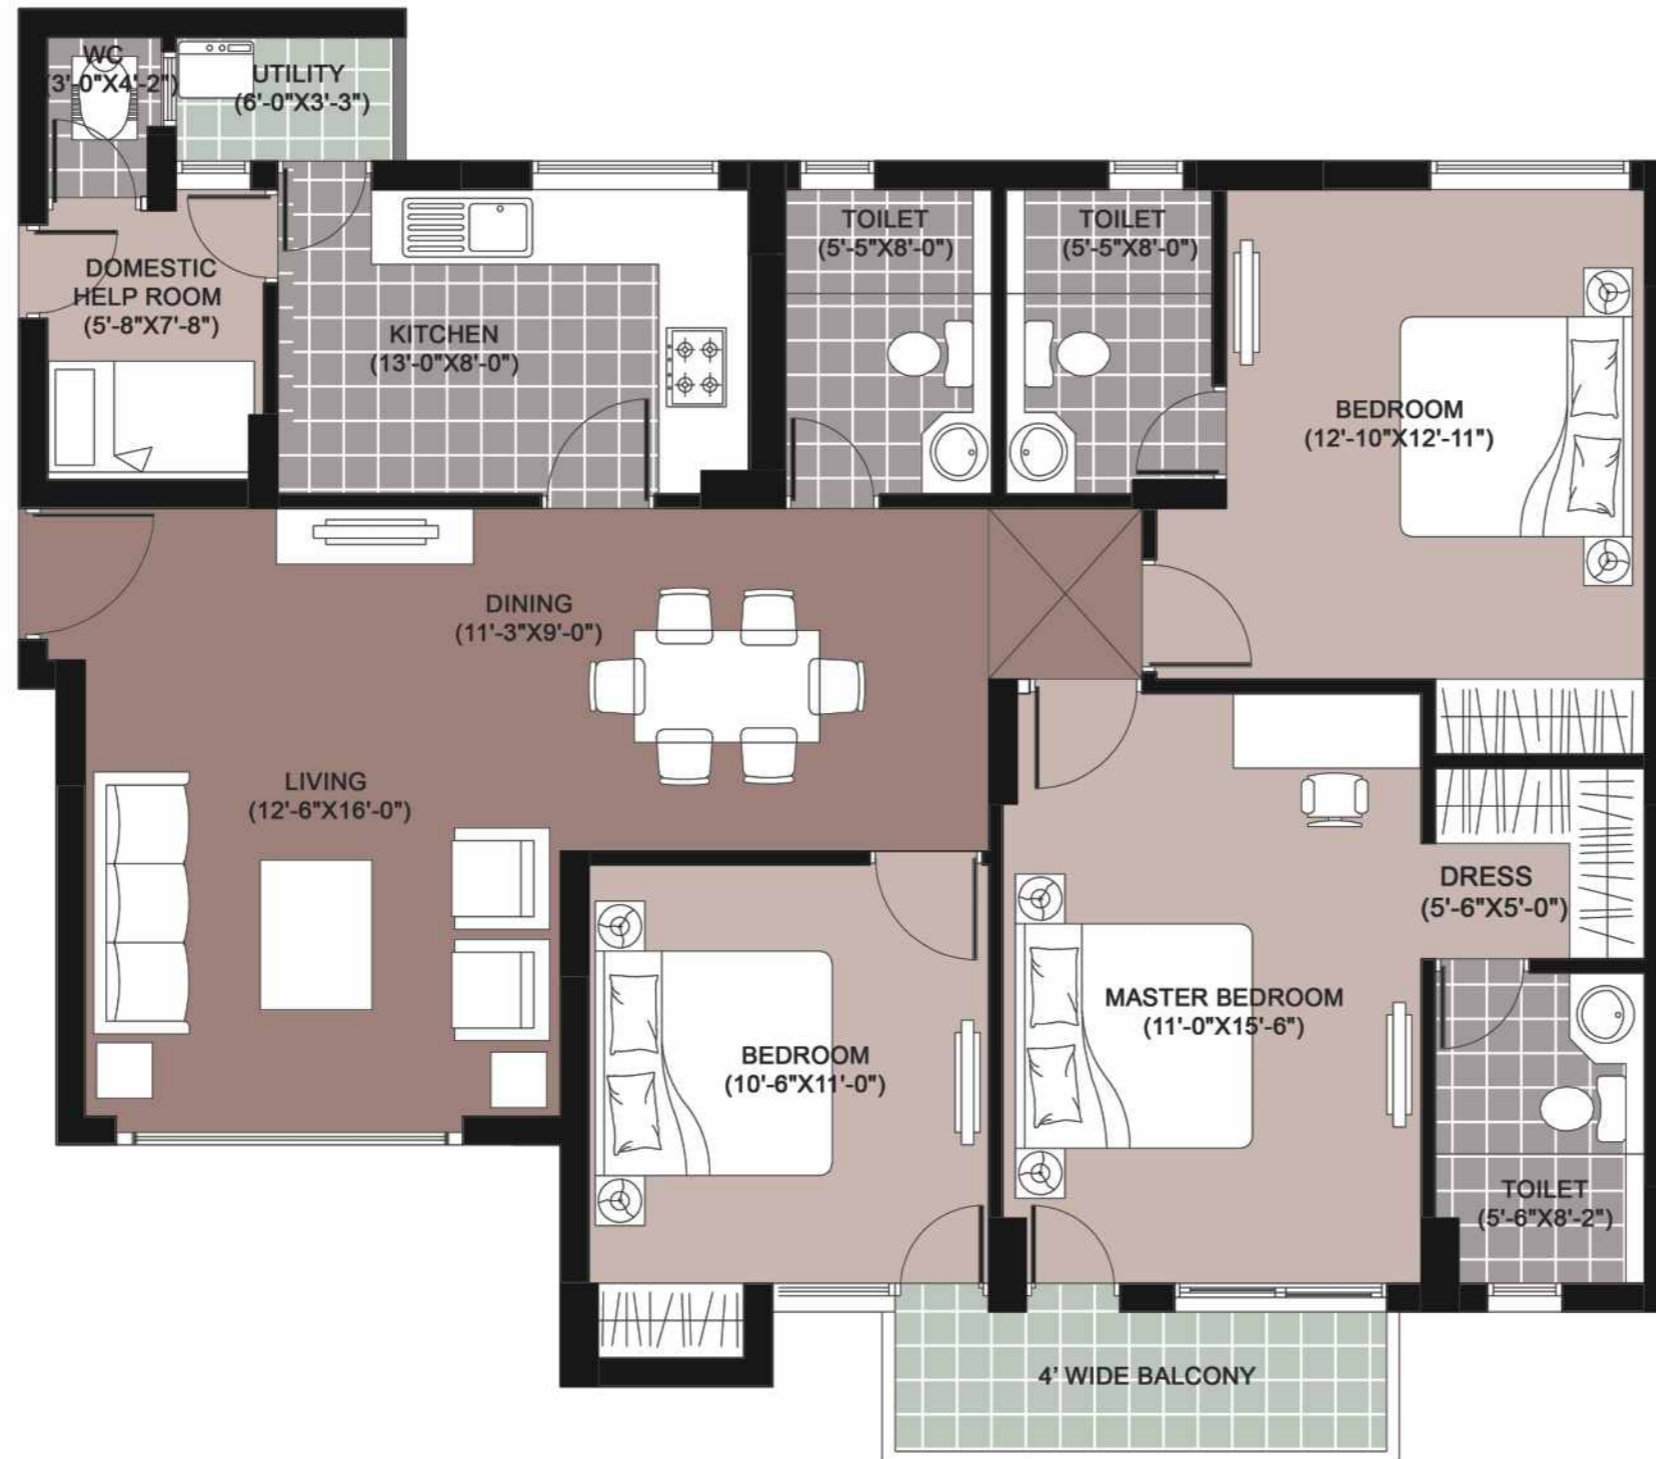 WC
(3'-0"X4'-2")
UTILITY
(6'-0"X3'-3")
TOILET
(5'-5"X8'-0")
TOILET
(5'-5"X8'-0")
DOMESTIC
HELP ROOM
(5'-8"X7'-8")
KITCHEN
(13'-0"X8'-0")
BEDROOM
(12'-10"X12'-11")
DINING
(11'-3"X9'-0")
LIVING
(12'-6"X16'-0")
DRESS
(5'-6"X5'-0")
MASTER BEDROOM
(11'-0"X15'-6")
BEDROOM
(10'-6"X11'-0")
TOILET
(5'-6"X8'-2")
4' WIDE BALCONY